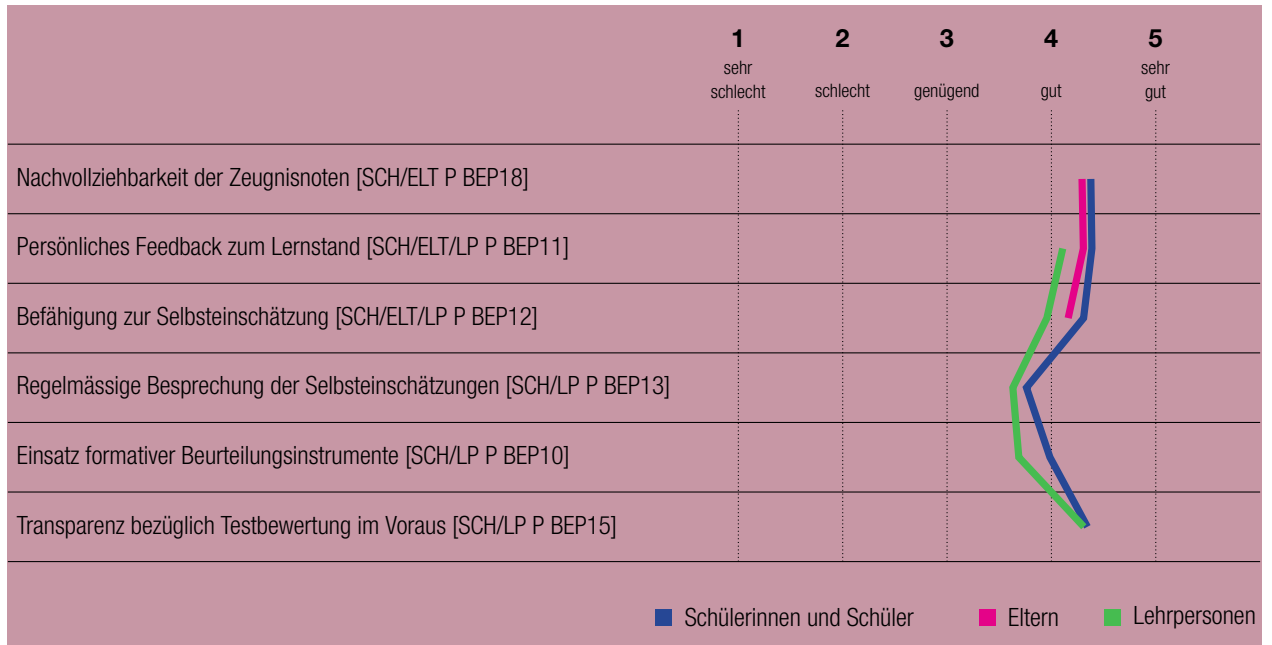 1 2 3 4 5
sehr schlecht schlecht genügend gut sehr gut
Nachvollziehbarkeit der Zeugnisnoten [SCH/ELT P BEP18]
Persönliches Feedback zum Lernstand [SCH/ELT/LP P BEP11]
Befähigung zur Selbsteinschätzung [SCH/ELT/LP P BEP12]
Regelmässige Besprechung der Selbsteinschätzungen [SCH/LP P BEP13]
Einsatz formativer Beurteilungsinstrumente [SCH/LP P BEP10]
Transparenz bezüglich Testbewertung im Voraus [SCH/LP P BEP15]
Schülerinnen und Schüler Eltern Lehrpersonen